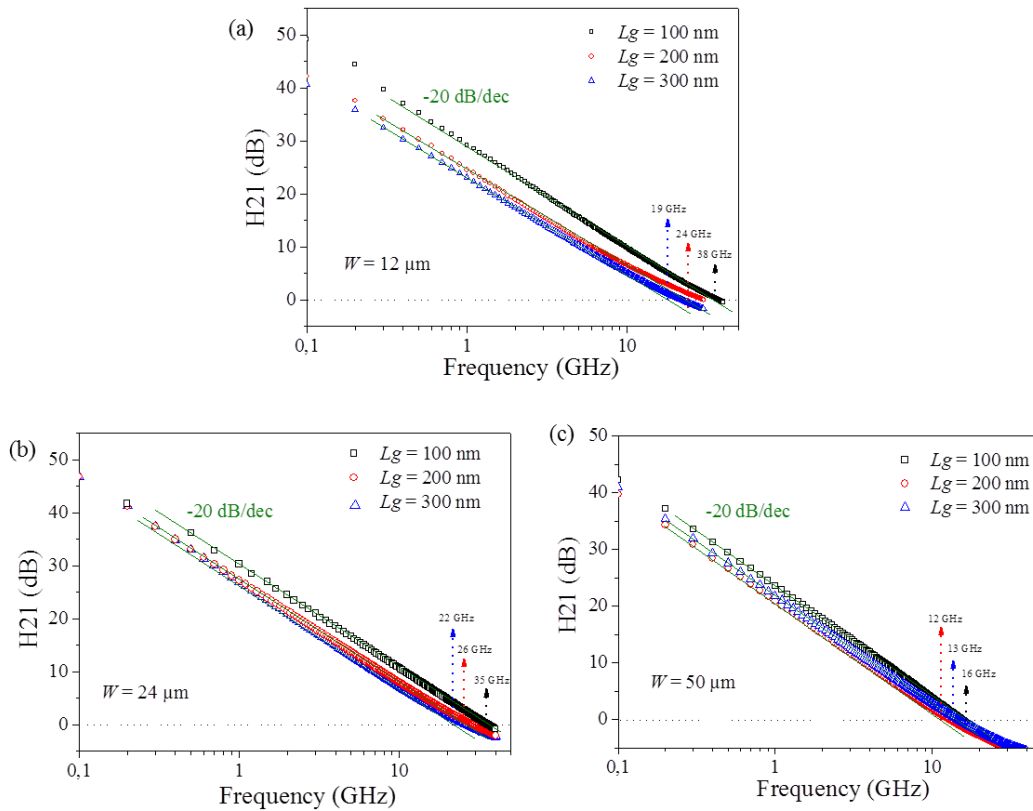 (a)
50
40
30
20
10
0
H21 (dB)
Lg = 100 nm
Lg = 200 nm
Lg = 300 nm
-20 dB/dec
19 GHz
24 GHz
38 GHz
W = 12 µm
0,1
1
10
Frequency (GHz)
(b)
50
40
30
20
10
0
H21 (dB)
Lg = 100 nm
Lg = 200 nm
Lg = 300 nm
-20 dB/dec
22 GHz
26 GHz
35 GHz
W = 24 µm
0,1
1
10
Frequency (GHz)
(c)
50
40
30
20
10
0
H21 (dB)
Lg = 100 nm
Lg = 200 nm
Lg = 300 nm
-20 dB/dec
12 GHz
13 GHz
16 GHz
W = 50 µm
0,1
1
10
Frequency (GHz)